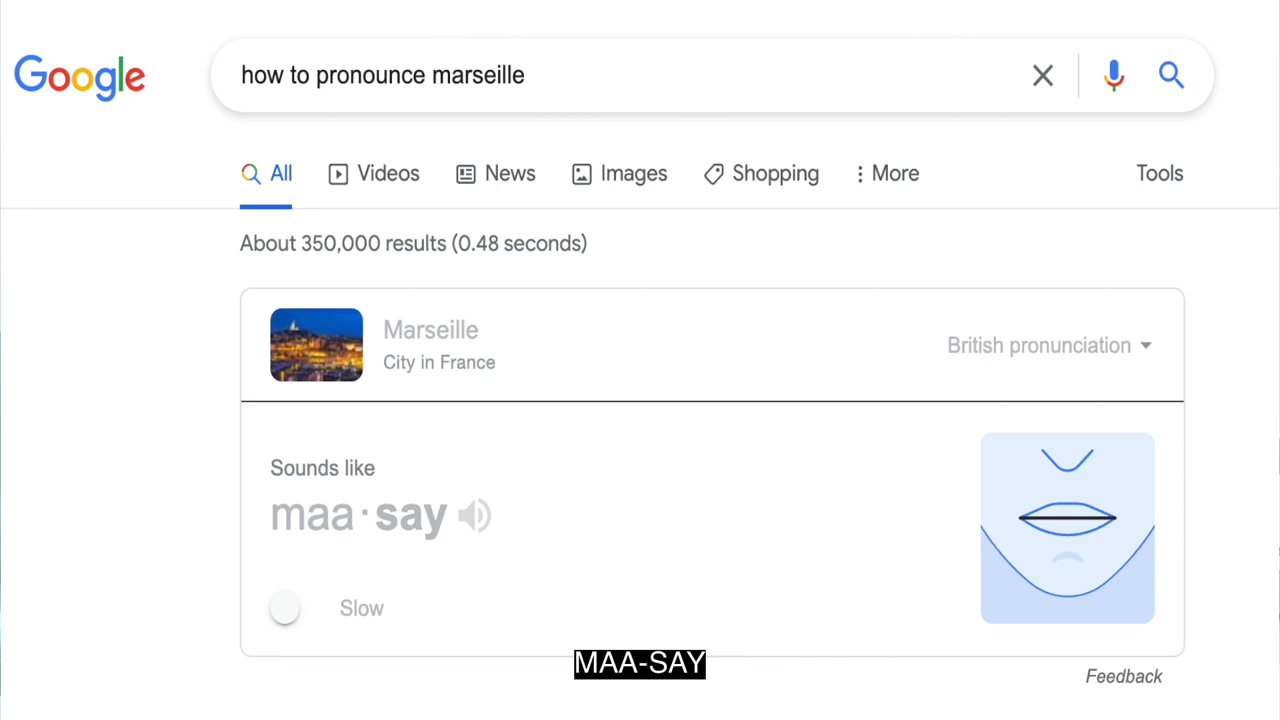 Google how to pronounce marseille
All Videos News Images Shopping More Tools
About 350,000 results (0.48 seconds)
Marseille
City in France
British pronunciation
Sounds like
maa·say
Slow
MAA-SAY
Feedback